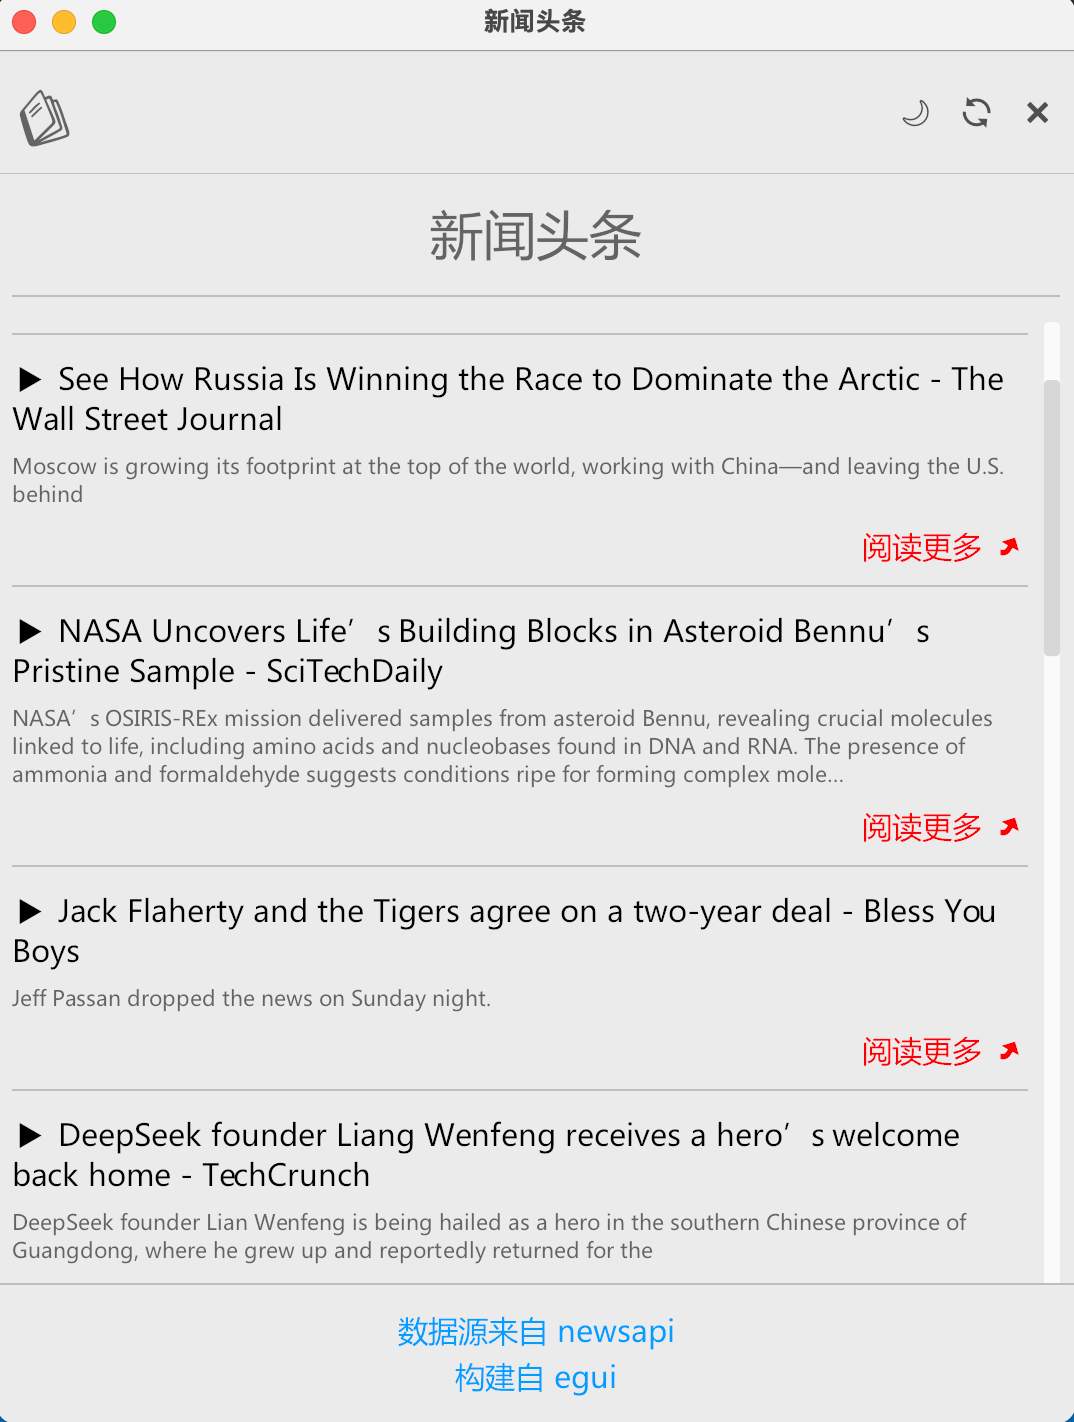 新闻头条
新闻头条
▶ See How Russia Is Winning the Race to Dominate the Arctic - The
Wall Street Journal
Moscow is growing its footprint at the top of the world, working with China—and leaving the U.S.
behind
阅读更多
▶ NASA Uncovers Life’s Building Blocks in Asteroid Bennu’s
Pristine Sample - SciTechDaily
NASA’s OSIRIS-REx mission delivered samples from asteroid Bennu, revealing crucial molecules
linked to life, including amino acids and nucleobases found in DNA and RNA. The presence of
ammonia and formaldehyde suggests conditions ripe for forming complex mole…
阅读更多
▶ Jack Flaherty and the Tigers agree on a two-year deal - Bless You
Boys
Jeff Passan dropped the news on Sunday night.
阅读更多
▶ DeepSeek founder Liang Wenfeng receives a hero’s welcome
back home - TechCrunch
DeepSeek founder Lian Wenfeng is being hailed as a hero in the southern Chinese province of
Guangdong, where he grew up and reportedly returned for the
数据源来自 newsapi
构建自 egui